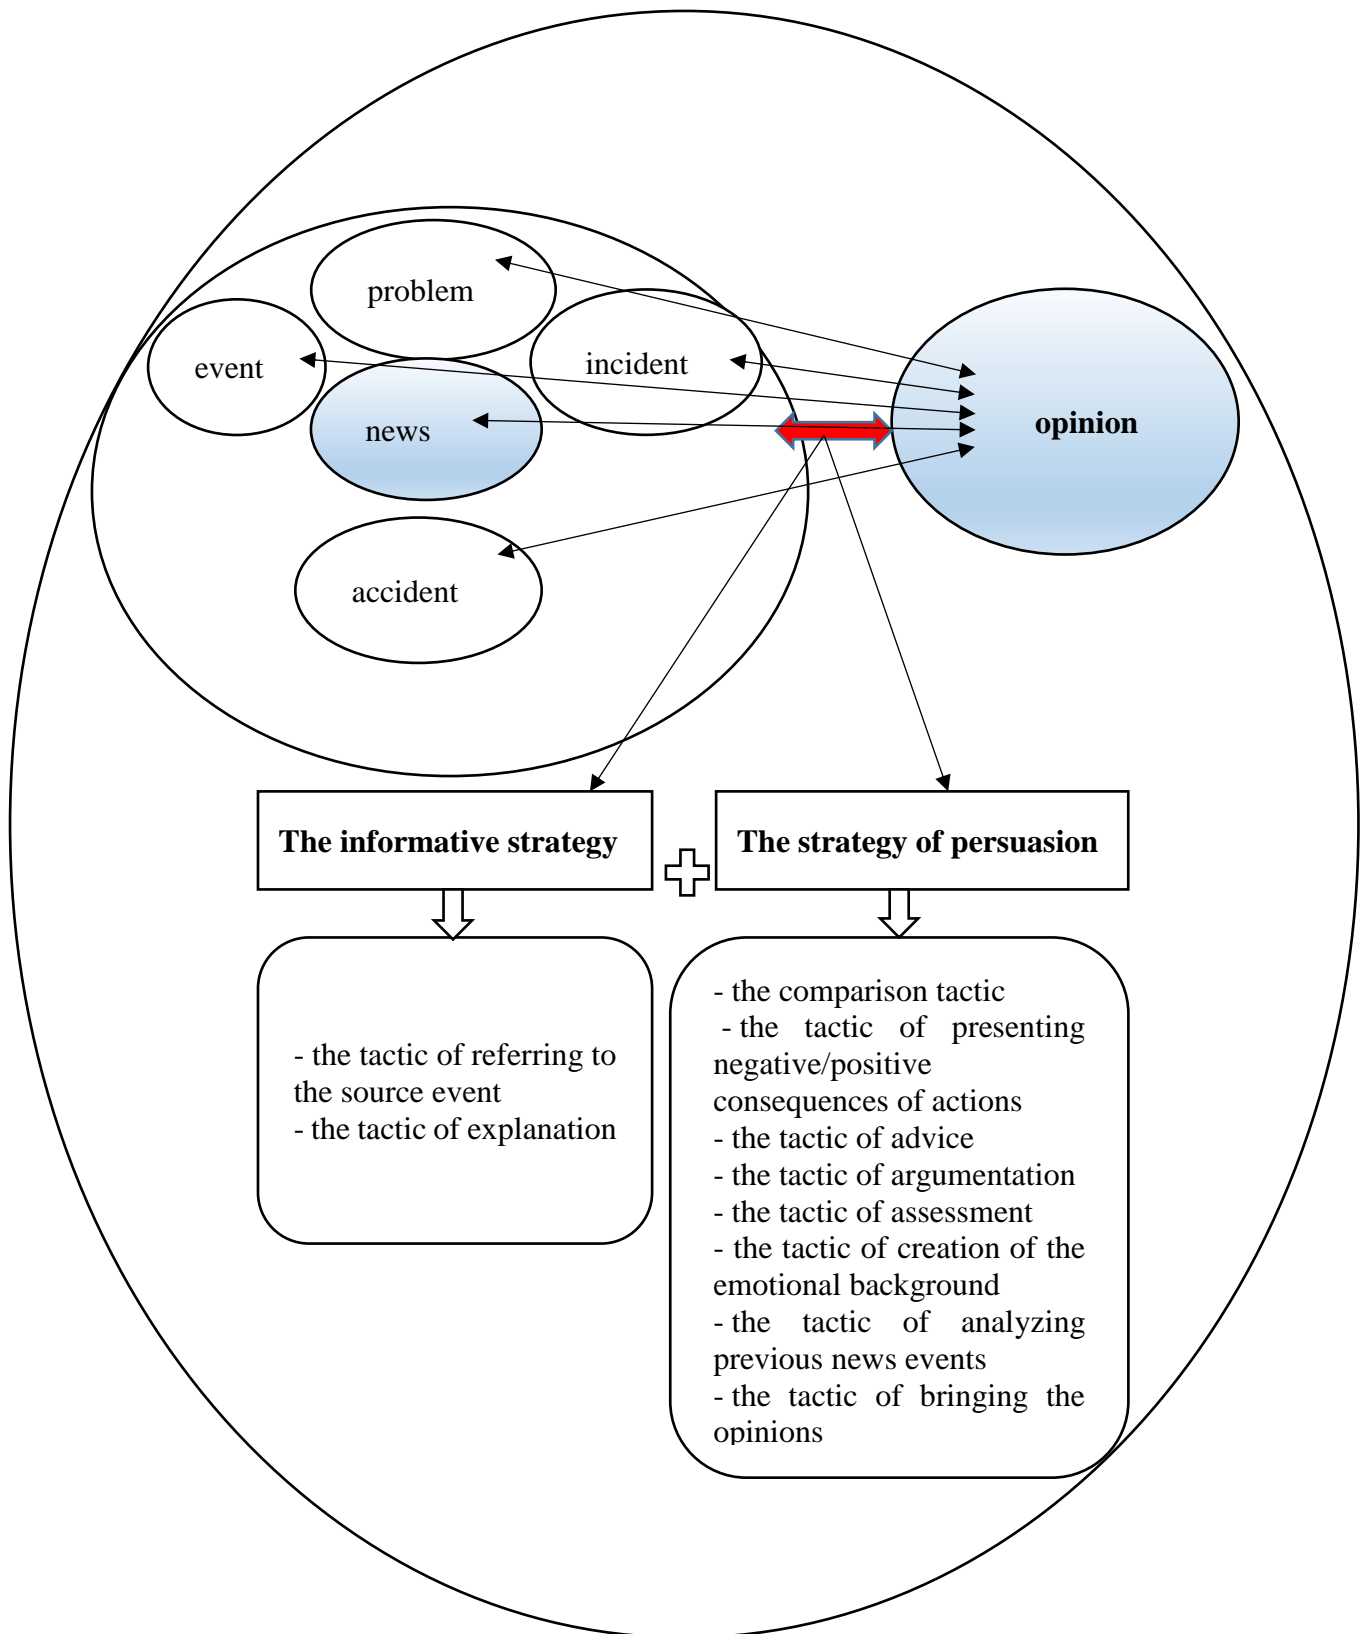 problem
event
incident
news
opinion
accident
The informative strategy
The strategy of persuasion
- the tactic of referring to
the source event
- the tactic of explanation
- the comparison tactic
- the tactic of presenting
negative/positive
consequences of actions
- the tactic of advice
- the tactic of argumentation
- the tactic of assessment
- the tactic of creation of the
emotional background
- the tactic of analyzing
previous news events
- the tactic of bringing the
opinions